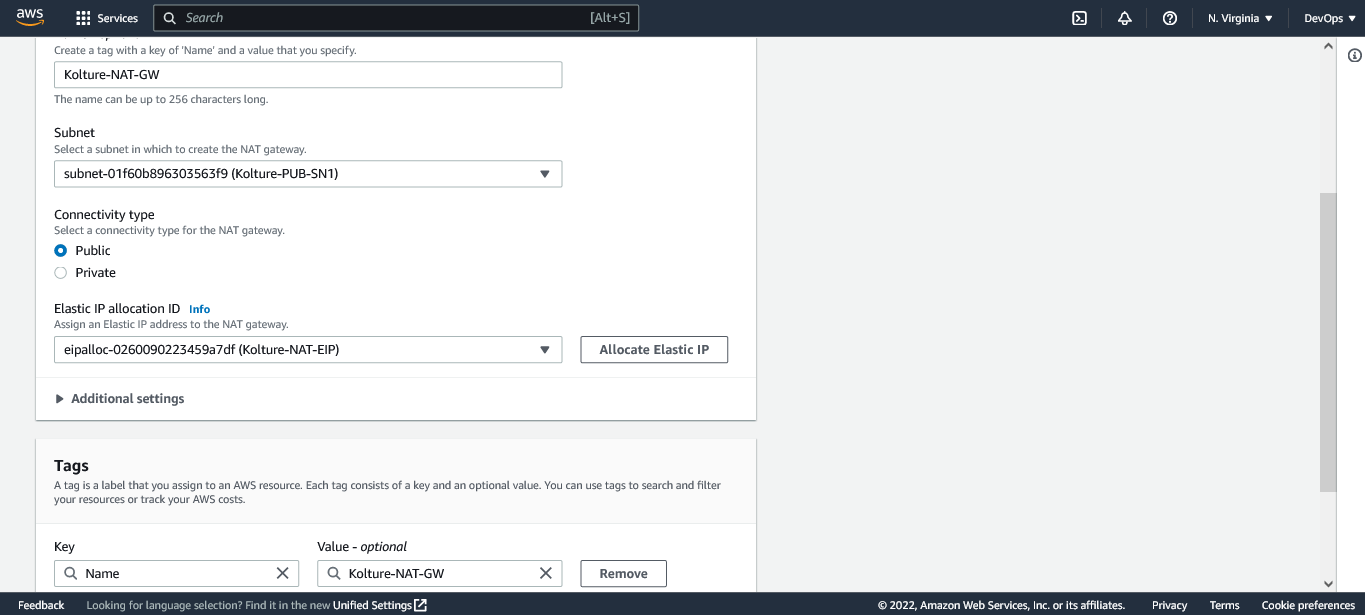 aws
Services
Search
[Alt+S]
N. Virginia
DevOps
Create a tag with a key of 'Name' and a value that you specify.
Kolture-NAT-GW
The name can be up to 256 characters long.
Subnet
Select a subnet in which to create the NAT gateway.
subnet-01f60b896303563f9 (Kolture-PUB-SN1)
Connectivity type
Select a connectivity type for the NAT gateway.
Public
Private
Elastic IP allocation ID Info
Assign an Elastic IP address to the NAT gateway.
eipalloc-0260090223459a7df (Kolture-NAT-EIP)
Allocate Elastic IP
Additional settings
Tags
A tag is a label that you assign to an AWS resource. Each tag consists of a key and an optional value. You can use tags to search and filter
your resources or track your AWS costs.
Key
Value - optional
Name
Kolture-NAT-GW
Remove
Feedback
Looking for language selection? Find it in the new Unified Settings
© 2022, Amazon Web Services, Inc. or its affiliates.
Privacy
Terms
Cookie preferences